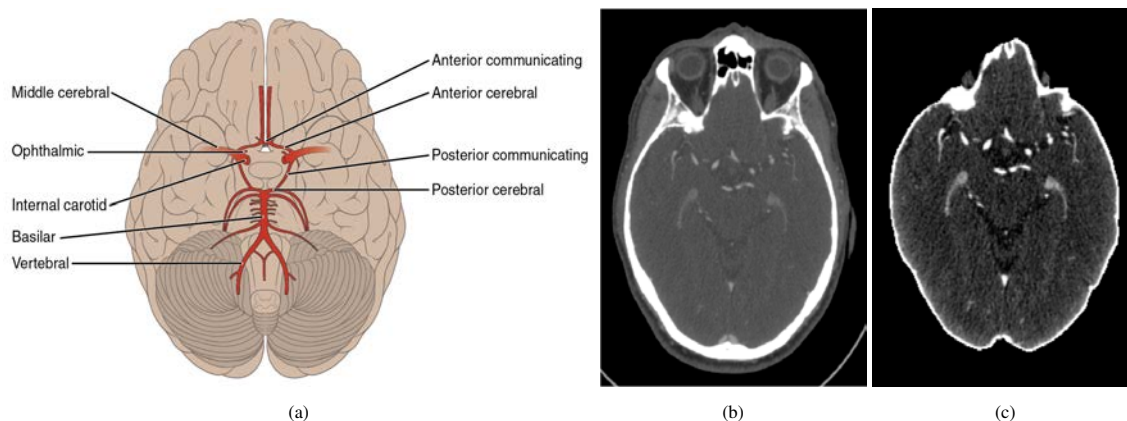 Anterior communicating
Middle cerebral
Anterior cerebral
Ophthalmic
Posterior communicating
Posterior cerebral
Internal carotid
Basilar
Vertebral
(a)
(b)
(c)